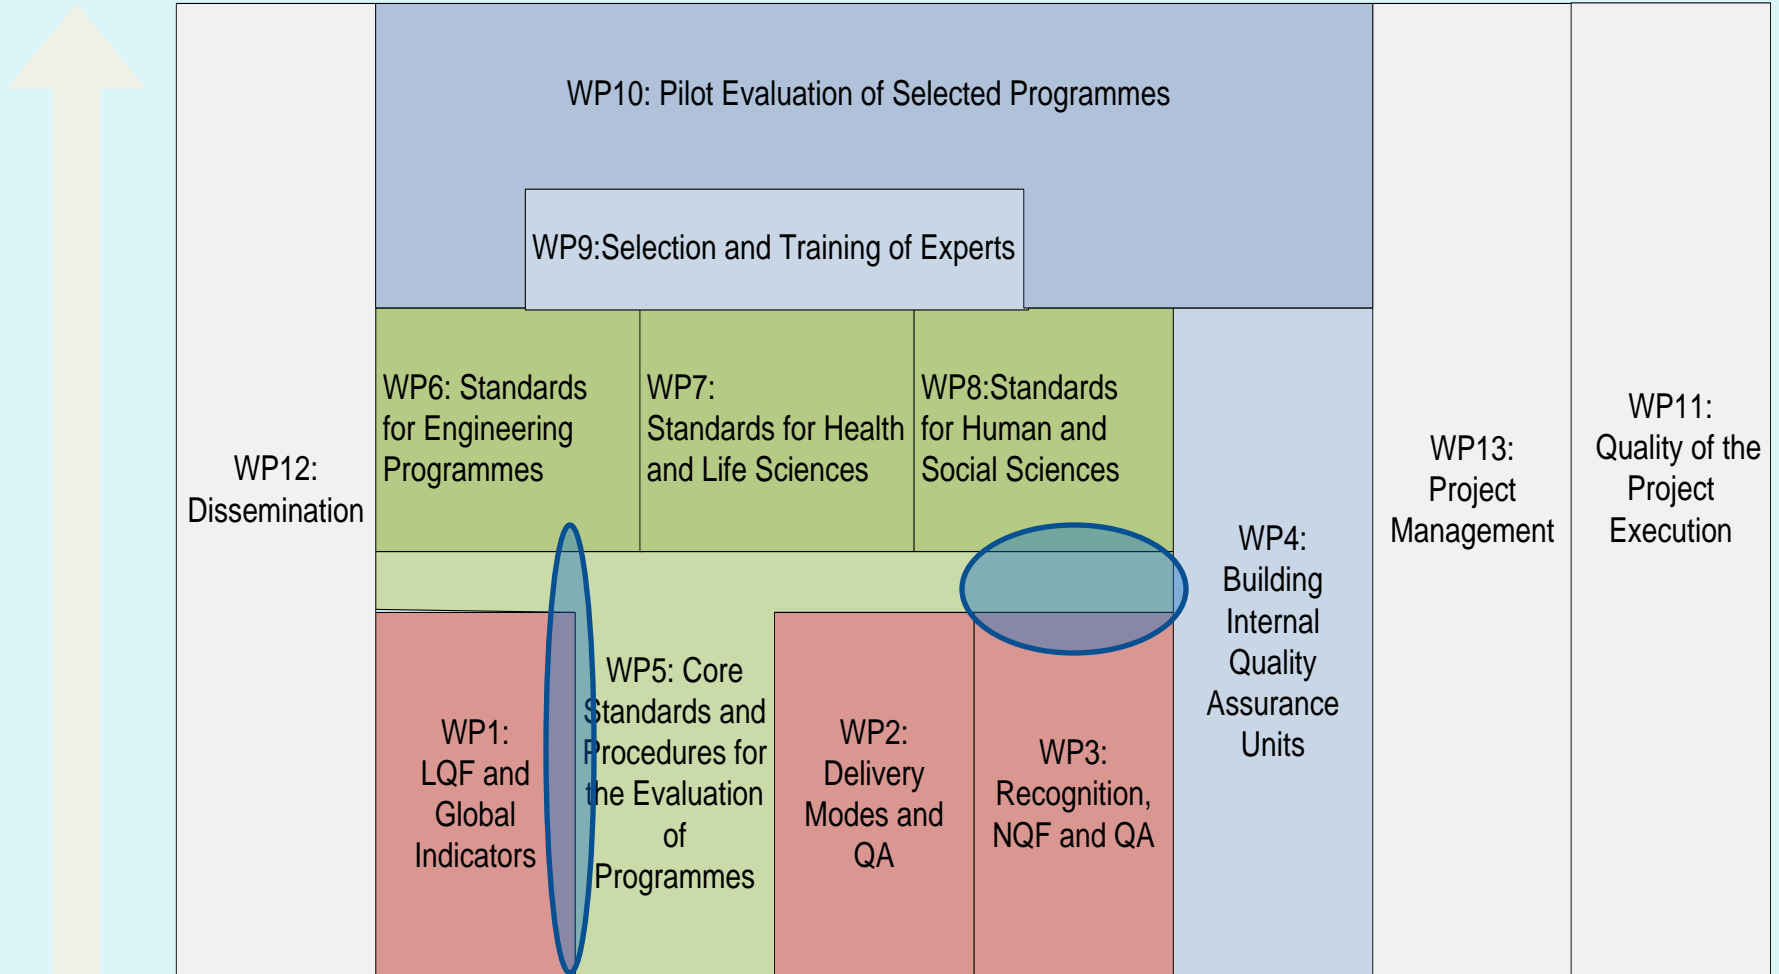 WP10: Pilot Evaluation of Selected Programmes
WP9:Selection and Training of Experts
WP12:
Dissemination
WP6: Standards
for Engineering
Programmes
WP7:
Standards for Health
and Life Sciences
WP8:Standards
for Human and
Social Sciences
WP1:
LQF and
Global
Indicators
WP5: Core
Standards and
Procedures for
the Evaluation
of
Programmes
WP2:
Delivery
Modes and
QA
WP3:
Recognition,
NQF and QA
WP4:
Building
Internal
Quality
Assurance
Units
WP13:
Project
Management
WP11:
Quality of the
Project
Execution